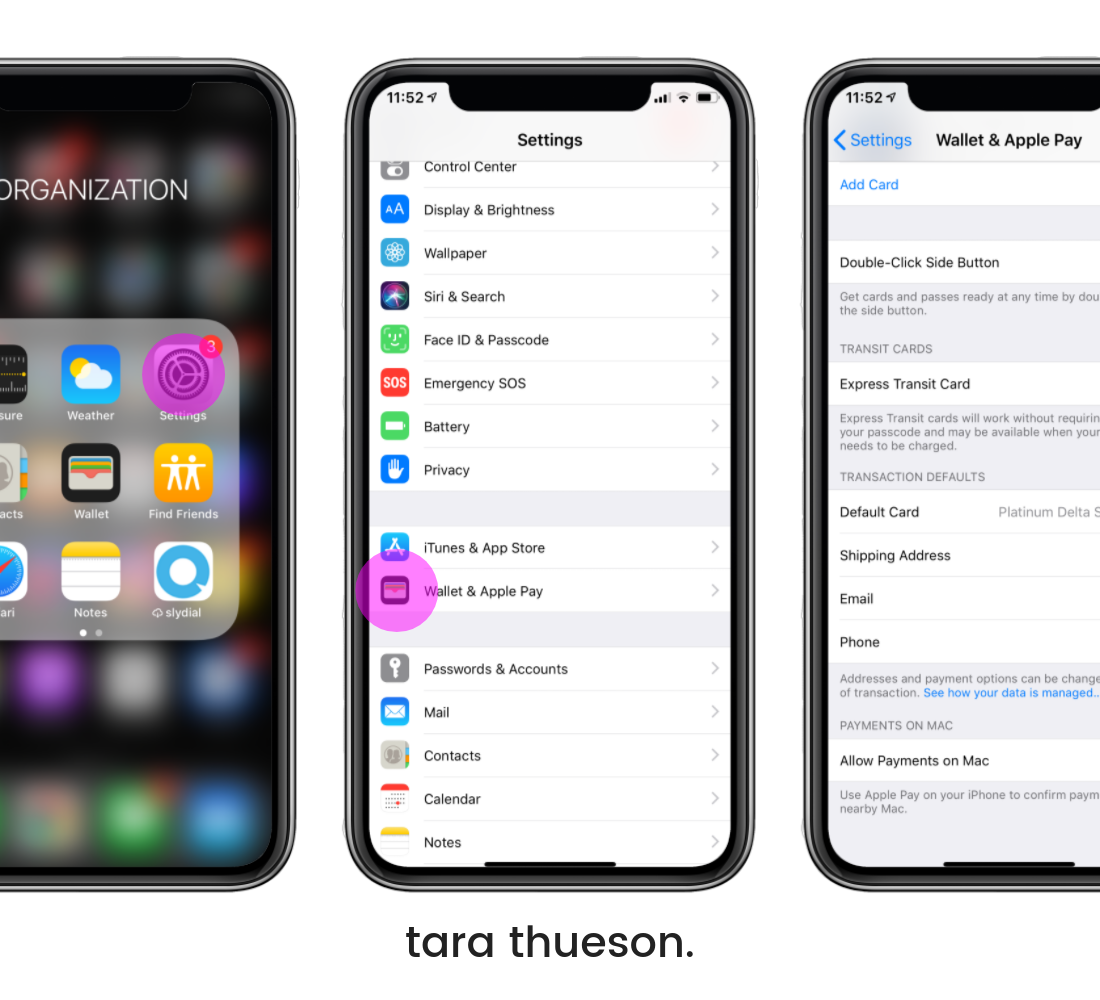 ORGANIZATION
3
sure
Weather
Settings
acts
Wallet
Find Friends
ari
Notes
slydial
11:52
Settings
Control Center
AA
Display & Brightness
Wallpaper
Siri & Search
Face ID & Passcode
SOS
Emergency SOS
Battery
Privacy
iTunes & App Store
Wallet & Apple Pay
Passwords & Accounts
Mail
Contacts
Calendar
Notes
11:52
Settings
Wallet & Apple Pay
Add Card
Double-Click Side Button
Get cards and passes ready at any time by dou
the side button.
TRANSIT CARDS
Express Transit Card
Express Transit cards will work without requirin
your passcode and may be available when your
needs to be charged.
TRANSACTION DEFAULTS
Default Card
Platinum Delta S
Shipping Address
Email
Phone
Addresses and payment options can be change
of transaction. See how your data is managed..
PAYMENTS ON MAC
Allow Payments on Mac
Use Apple Pay on your iPhone to confirm paym
nearby Mac.
tara thueson.